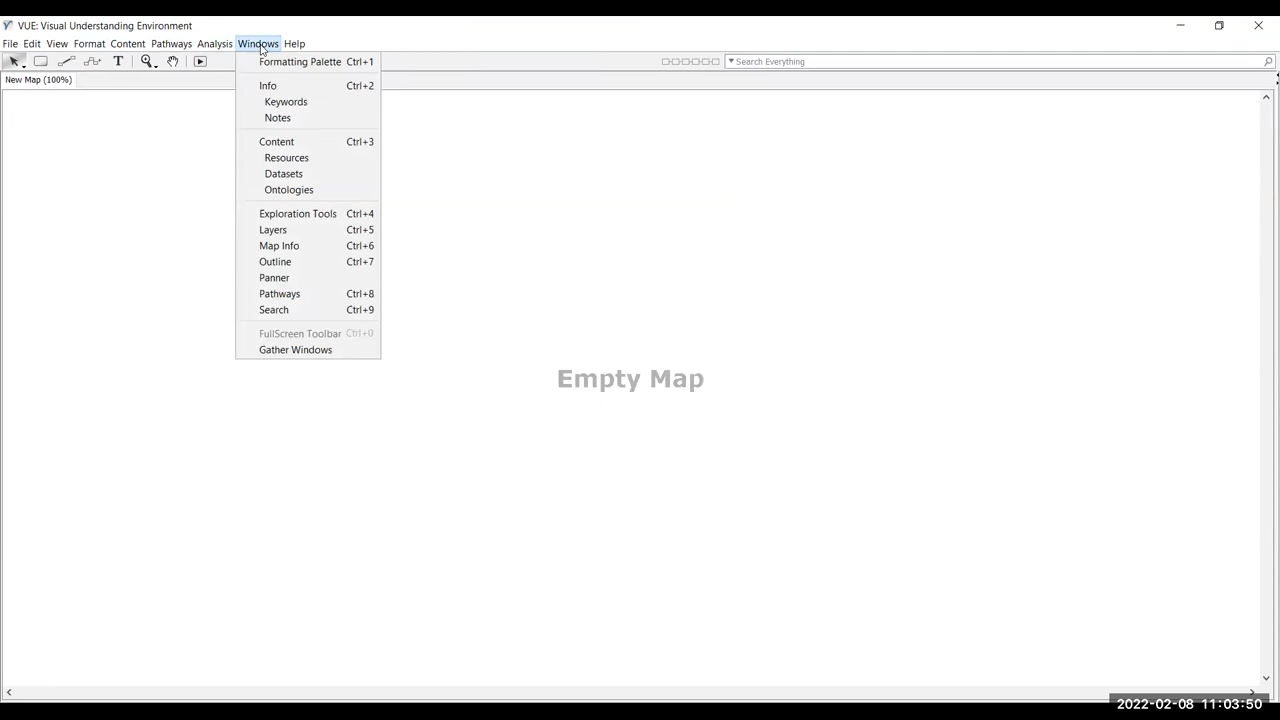 VUE: Visual Understanding Environment
File Edit View Format Content Pathways Analysis Windows Help
T
Search Everything
New Map (100%)
Formatting Palette Ctrl+1
Info Ctrl+2
Keywords
Notes
Content Ctrl+3
Resources
Datasets
Ontologies
Exploration Tools Ctrl+4
Layers Ctrl+5
Map Info Ctrl+6
Outline Ctrl+7
Panner
Pathways Ctrl+8
Search Ctrl+9
FullScreen Toolbar Ctrl+0
Gather Windows
Empty Map
2022-02-08 11:03:50